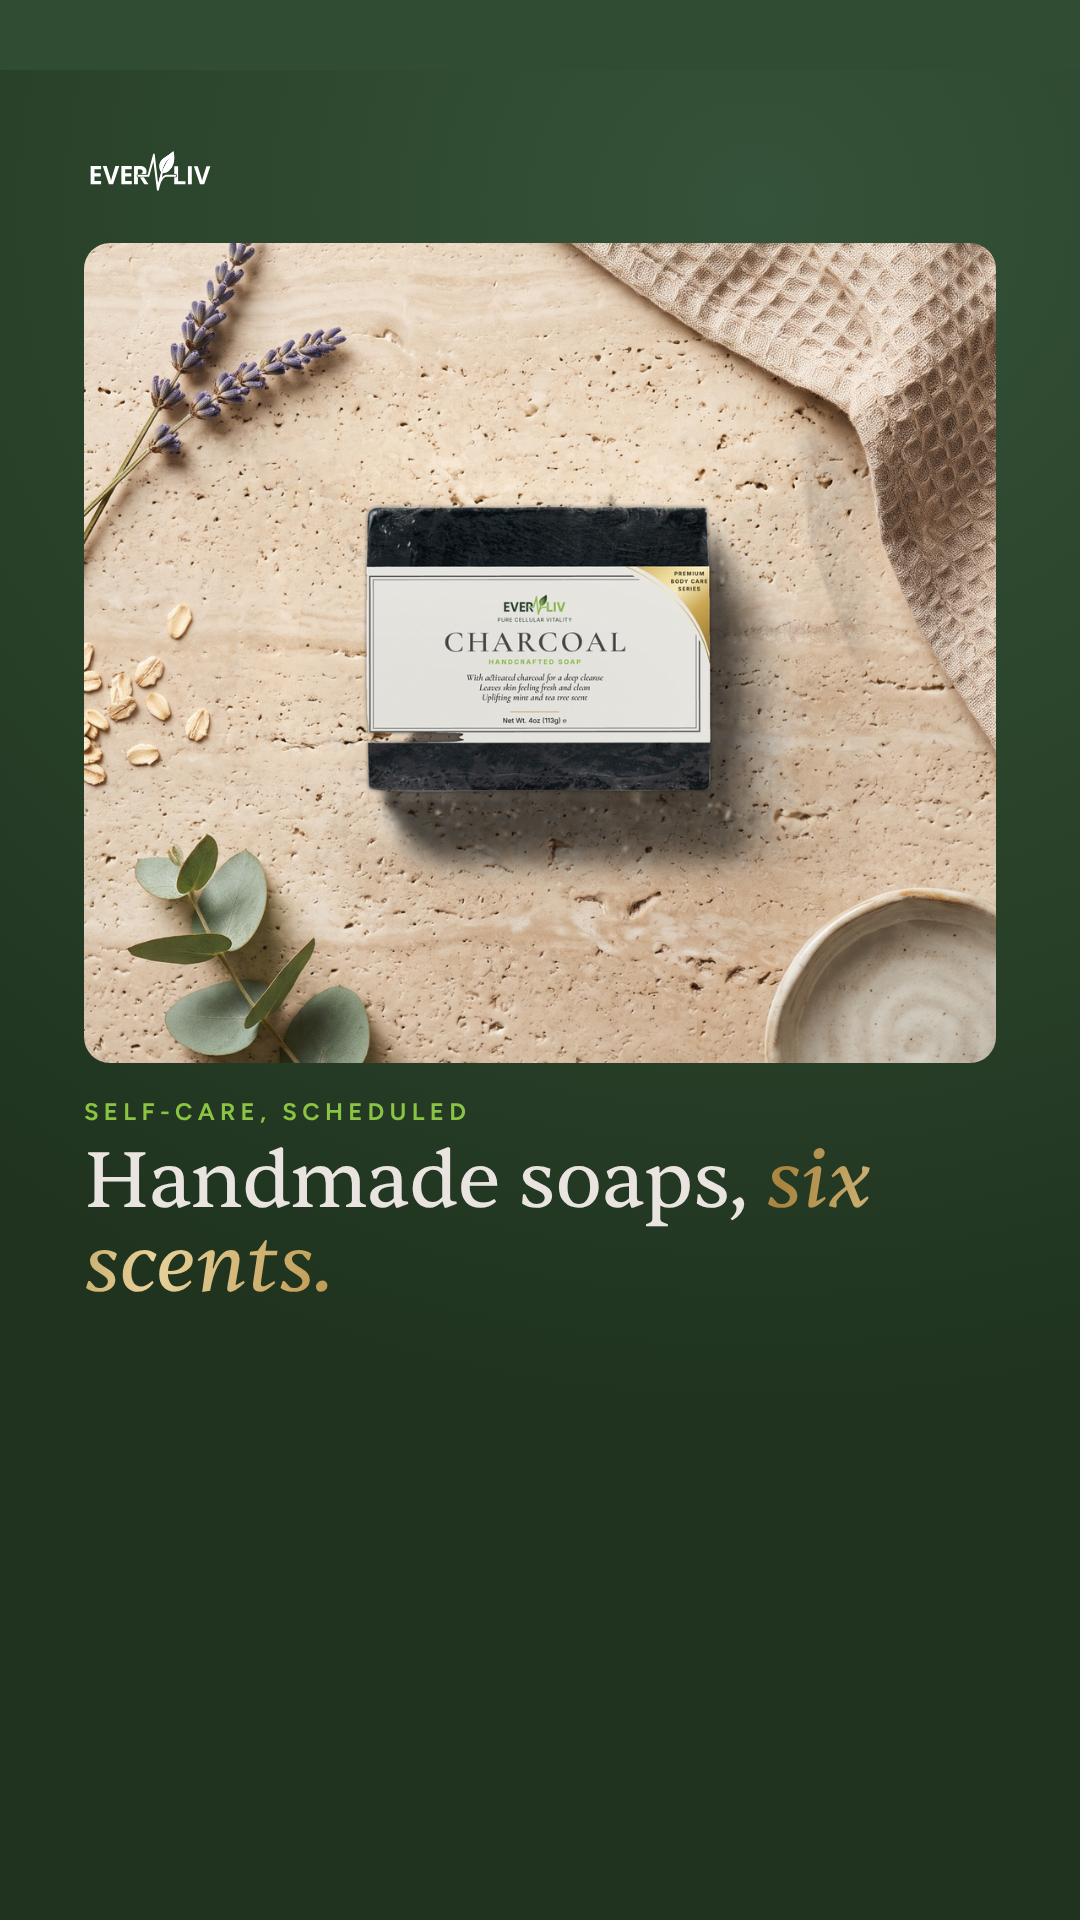 EVERLIV
PREMIUM
BODY CARE
SERIES
EVERLIV
PURE CELLULAR VITALITY
CHARCOAL
HANDCRAFTED SOAP
With activated charcoal for a deep cleanse
Leaves skin feeling fresh and clean
Uplifting mint and tea tree scent
Net Wt. 4oz (113g) e
SELF-CARE, SCHEDULED
Handmade soaps, six
scents.